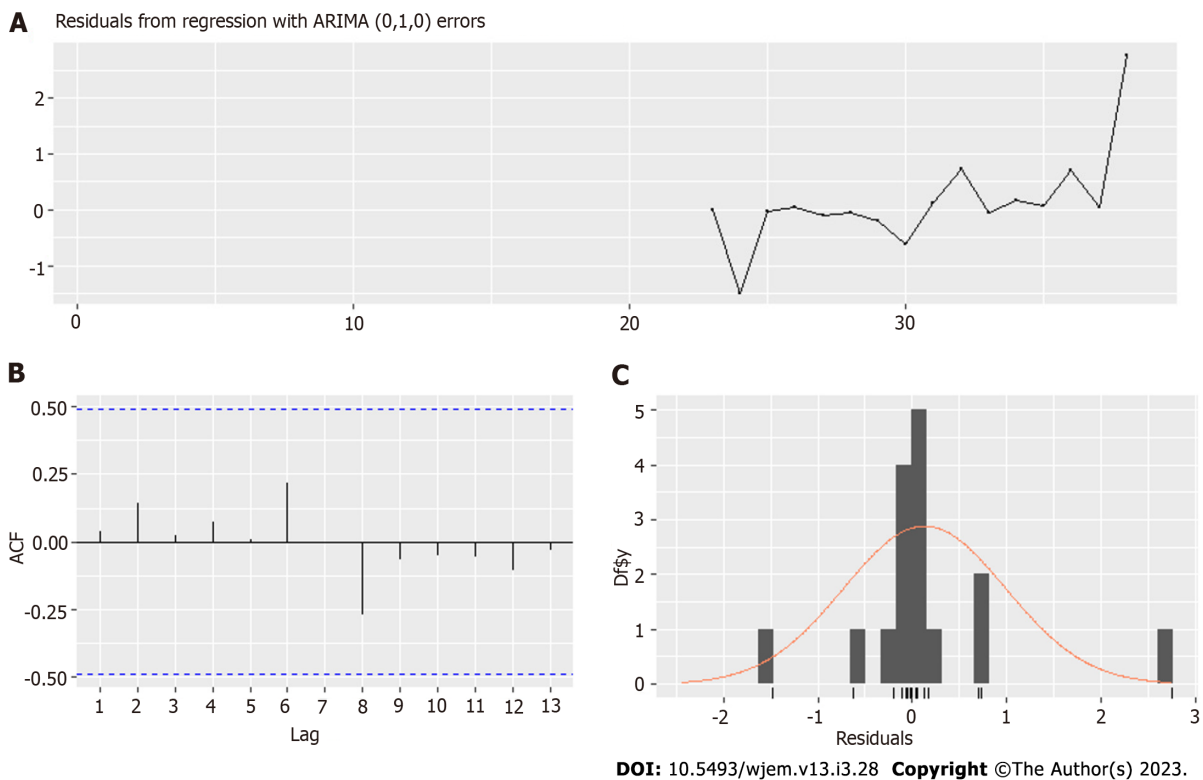 A Residuals from regression with ARIMA (0,1,0) errors
2
1
0
-1
0 10 20 30
B
0.50
0.25
0.00
-0.25
-0.50
ACF
1 2 3 4 5 6 7 8 9 10 11 12 13
Lag
C
5
4
3
2
1
0
Df$y
-2 -1 0 1 2 3
Residuals
DOI: 10.5493/wjem.v13.i3.28 Copyright ©The Author(s) 2023.